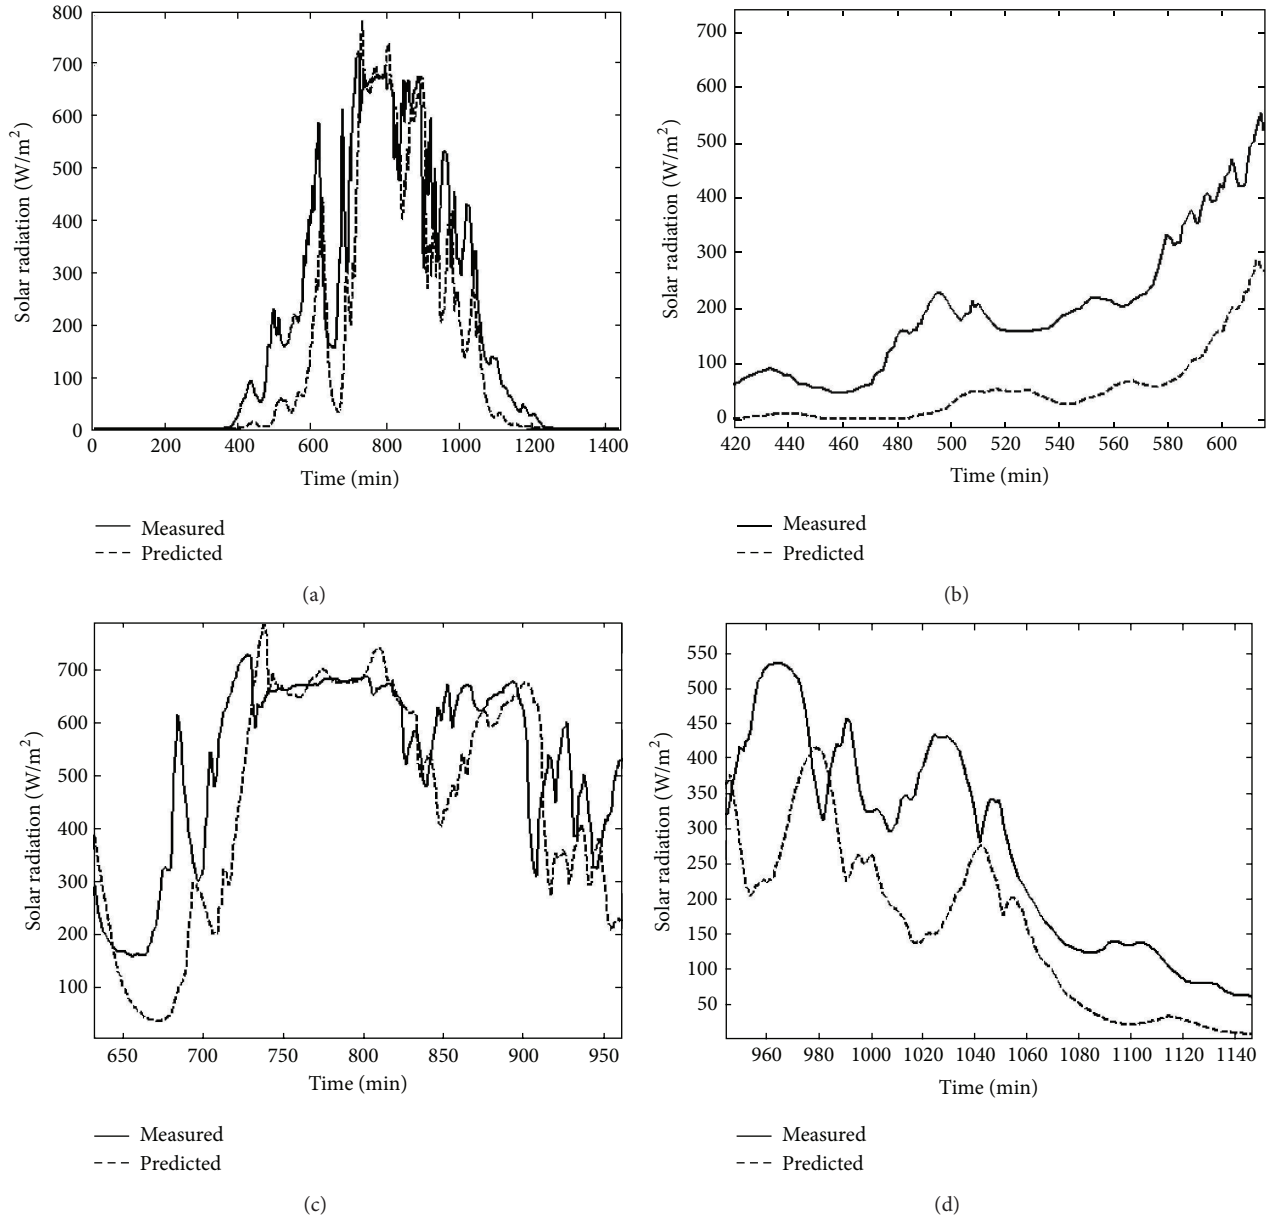 800
700
600
500
400
300
200
100
0
Solar radiation (W/m²)
0 200 400 600 800 1000 1200 1400
Time (min)
Measured
Predicted
(a)
700
600
500
400
300
200
100
0
Solar radiation (W/m²)
420 440 460 480 500 520 540 560 580 600
Time (min)
Measured
Predicted
(b)
700
600
500
400
300
200
100
Solar radiation (W/m²)
650 700 750 800 850 900 950
Time (min)
Measured
Predicted
(c)
550
500
450
400
350
300
250
200
150
100
50
Solar radiation (W/m²)
960 980 1000 1020 1040 1060 1080 1100 1120 1140
Time (min)
Measured
Predicted
(d)